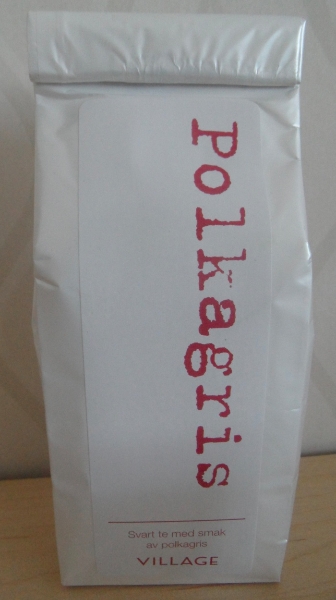 Polkagris
Svart te med smak
av polkagris
VILLAGE